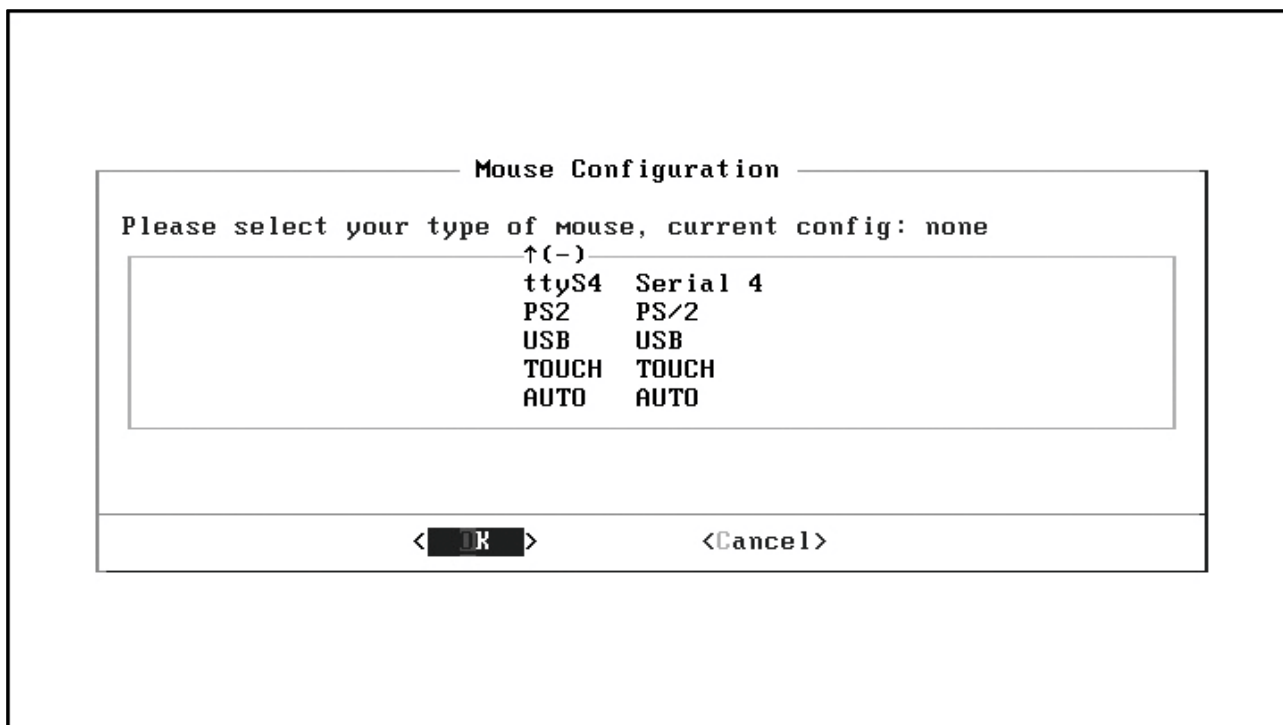 Mouse Configuration
Please select your type of mouse, current config: none
↑(-)
ttyS4 Serial 4
PS2 PS/2
USB USB
TOUCH TOUCH
AUTO AUTO
< OK > <Cancel>